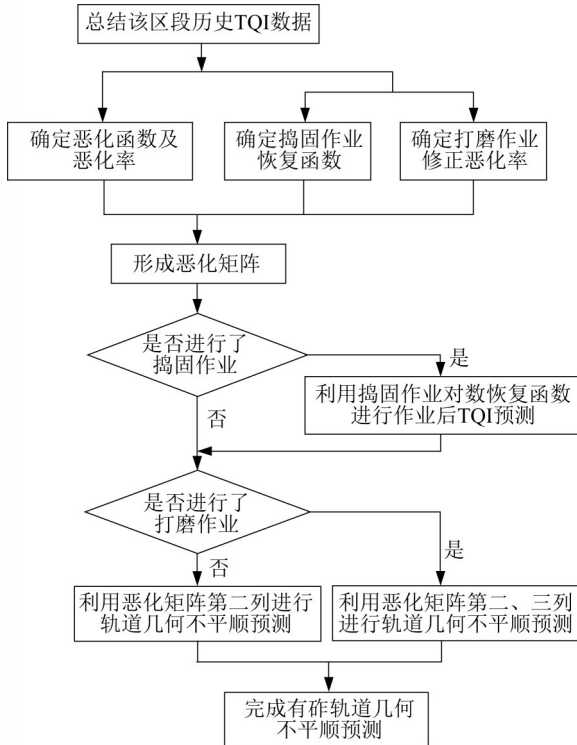 总结该区段历史TQI数据
确定恶化函数及
恶化率
确定捣固作业
恢复函数
确定打磨作业
修正恶化率
形成恶化矩阵
是否进行了
捣固作业
是
否
利用捣固作业对数恢复函数
进行作业后TQI预测
是否进行了
打磨作业
否
是
利用恶化矩阵第二列进行
轨道几何不平顺预测
利用恶化矩阵第二、三列
进行轨道几何不平顺预测
完成有砟轨道几何
不平顺预测